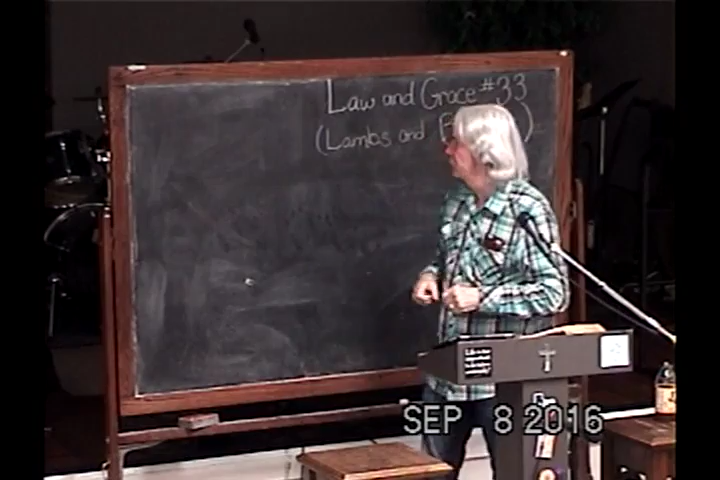 Law and Grace #33
(Lambs and )
SEP 8 2016